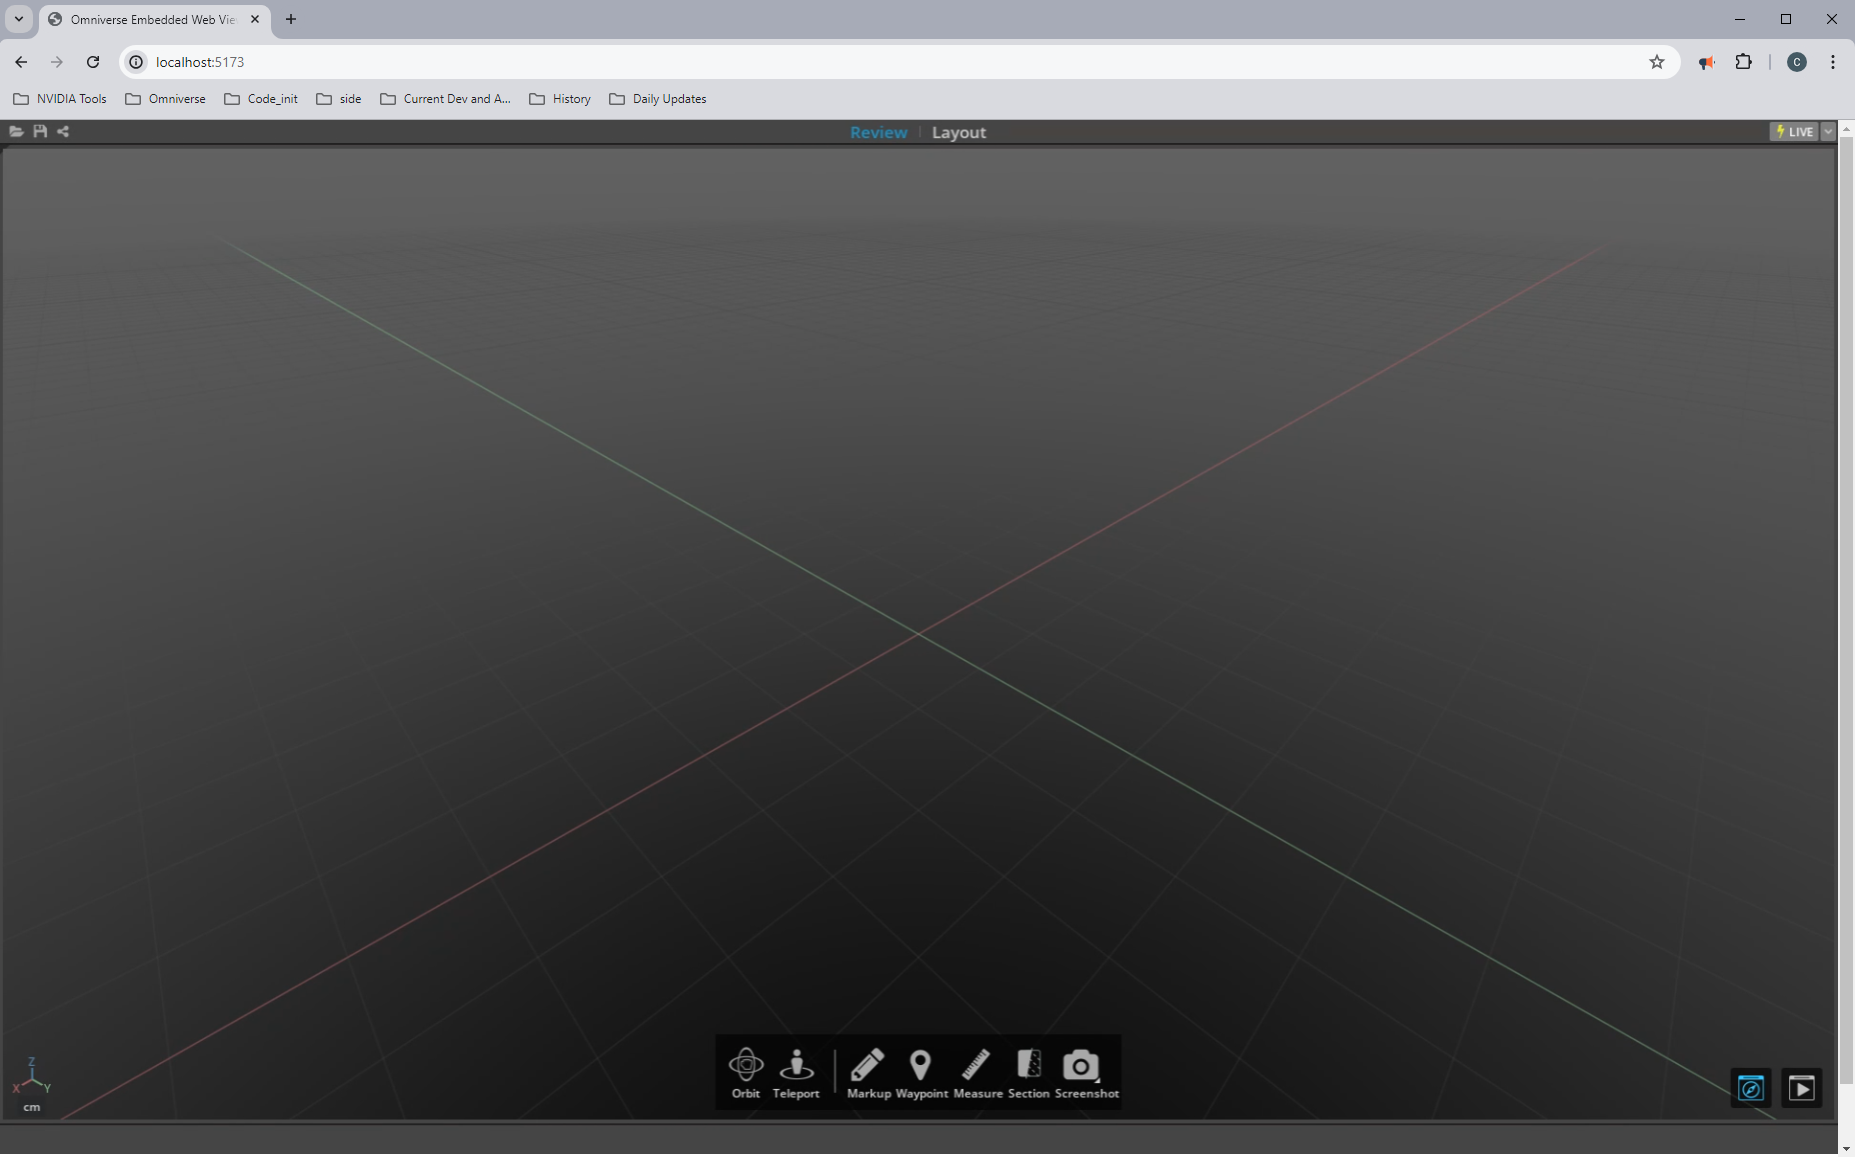 Omniverse Embedded Web Vie
localhost:5173
NVIDIA Tools
Omniverse
Code_init
side
Current Dev and A...
History
Daily Updates
C
Review
Layout
LIVE
Z
X
Y
cm
Orbit
Teleport
Markup
Waypoint
Measure
Section
Screenshot